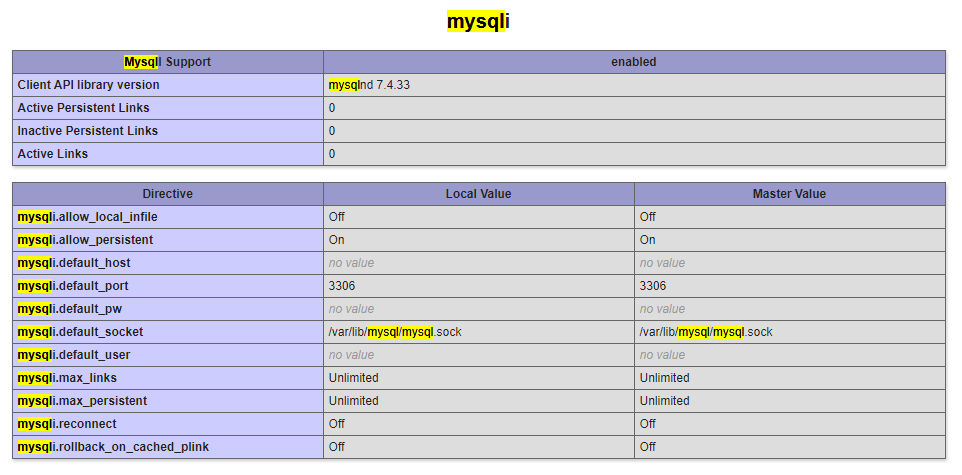 mysqli
MysqlI Support enabled
Client API library version mysqlnd 7.4.33
Active Persistent Links 0
Inactive Persistent Links 0
Active Links 0
Directive Local Value Master Value
mysqli.allow_local_infile Off Off
mysqli.allow_persistent On On
mysqli.default_host no value no value
mysqli.default_port 3306 3306
mysqli.default_pw no value no value
mysqli.default_socket /var/lib/mysql/mysql.sock /var/lib/mysql/mysql.sock
mysqli.default_user no value no value
mysqli.max_links Unlimited Unlimited
mysqli.max_persistent Unlimited Unlimited
mysqli.reconnect Off Off
mysqli.rollback_on_cached_plink Off Off